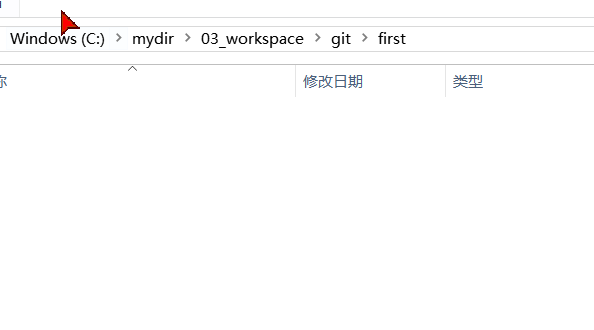 Windows (C:) > mydir > 03_workspace > git > first
称 修改日期 类型